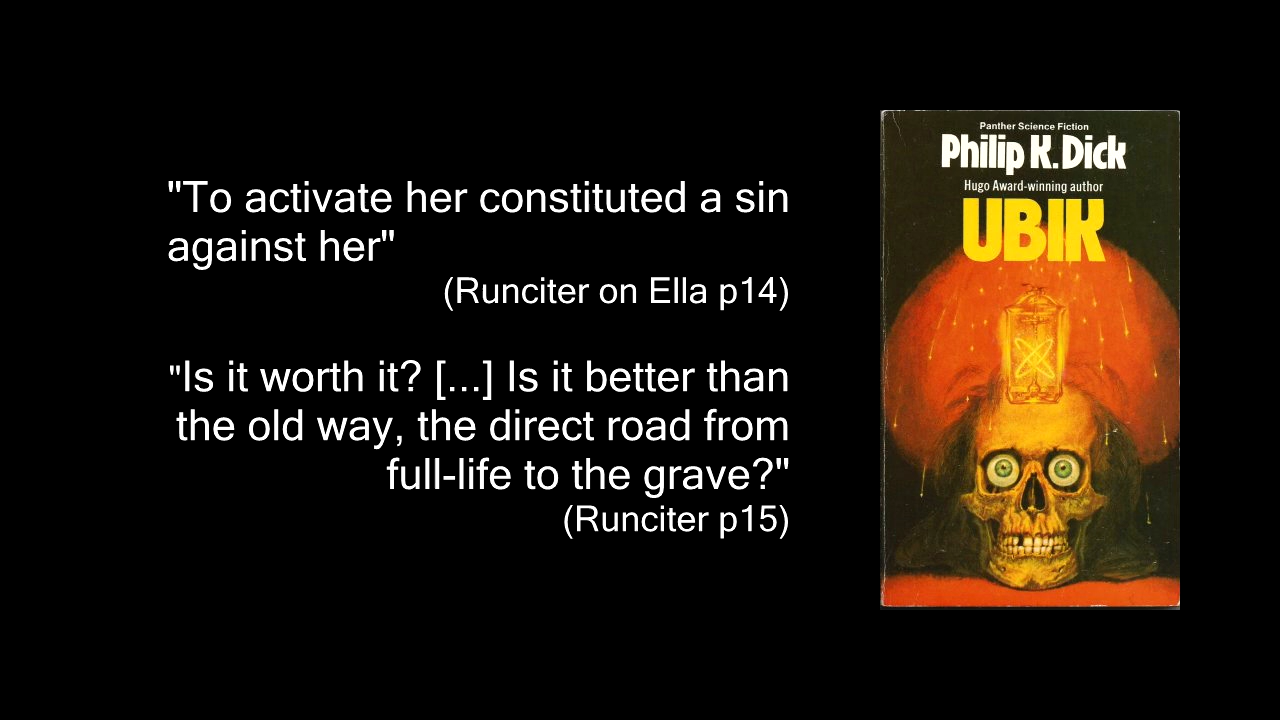 "To activate her constituted a sin
against her"
(Runciter on Ella p14)
"Is it worth it? [...] Is it better than
the old way, the direct road from
full-life to the grave?"
(Runciter p15)
Panther Science Fiction
Philip K. Dick
Hugo Award-winning author
UBIK